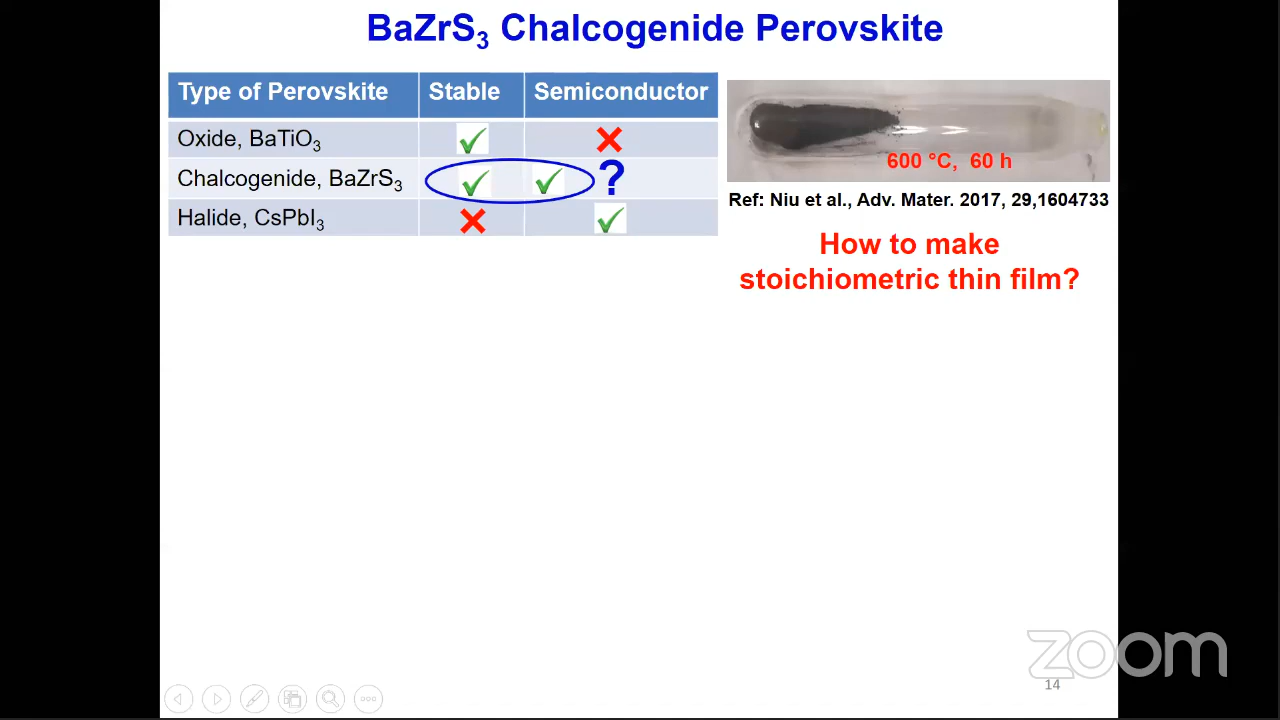 BaZrS₃ Chalcogenide Perovskite
Type of Perovskite Stable Semiconductor
Oxide, BaTiO₃
Chalcogenide, BaZrS₃ ?
Halide, CsPbI₃
600 °C, 60 h
Ref: Niu et al., Adv. Mater. 2017, 29,1604733
How to make
stoichiometric thin film?
zoom
14